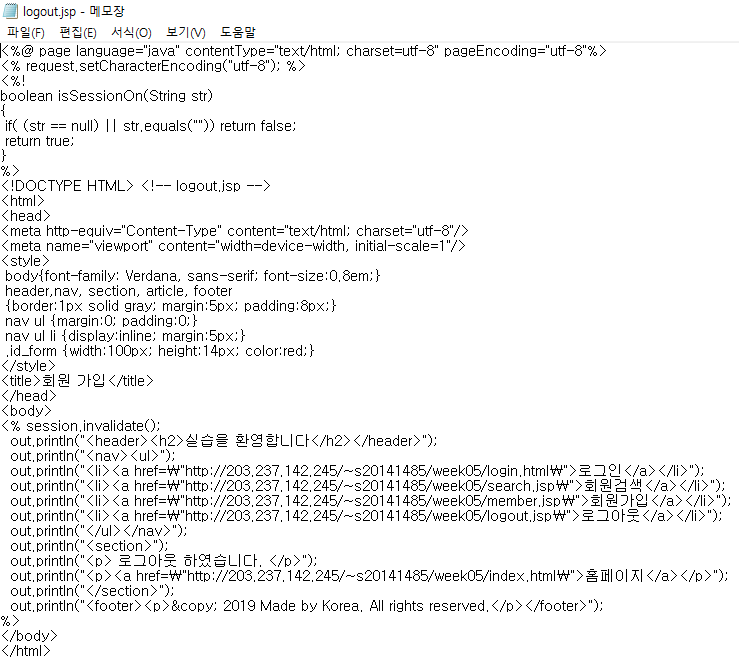 logout.jsp - 메모장
파일(F) 편집(E) 서식(O) 보기(V) 도움말
<%@ page language="java" contentType="text/html; charset=utf-8" pageEncoding="utf-8"%>
<% request.setCharacterEncoding("utf-8"); %>
<%!
boolean isSessionOn(String str)
{
 if( (str == null) || str.equals("")) return false;
 return true;
}
%>
<!DOCTYPE HTML> <!-- logout.jsp -->
<html>
<head>
<meta http-equiv="Content-Type" content="text/html; charset="utf-8"/>
<meta name="viewport" content="width=device-width, initial-scale=1"/>
<style>
 body{font-family: Verdana, sans-serif; font-size:0.8em;}
 header,nav, section, article, footer
 {border:1px solid gray; margin:5px; padding:8px;}
 nav ul {margin:0; padding:0;}
 nav ul li {display:inline; margin:5px;}
 .id_form {width:100px; height:14px; color:red;}
</style>
<title>회원 가입</title>
</head>
<body>
<% session.invalidate();
  out.println("<header><h2>실습을 환영합니다</h2></header>");
  out.println("<nav><ul>");
  out.println("<li><a href=₩"http://203.237.142.245/~s20141485/week05/login.html₩">로그인</a></li>");
  out.println("<li><a href=₩"http://203.237.142.245/~s20141485/week05/search.jsp₩">회원검색</a></li>");
  out.println("<li><a href=₩"http://203.237.142.245/~s20141485/week05/member.jsp₩">회원가입</a></li>");
  out.println("<li><a href=₩"http://203.237.142.245/~s20141485/week05/logout.jsp₩">로그아웃</a></li>");
  out.println("</ul></nav>");
  out.println("<section>");
  out.println("<p> 로그아웃 하였습니다. </p>");
  out.println("<p><a href=₩"http://203.237.142.245/~s20141485/week05/index.html₩">홈페이지</a></p>");
  out.println("</section>");
  out.println("<footer><p>&copy; 2019 Made by Korea. All rights reserved.</p></footer>");
%>
</body>
</html>